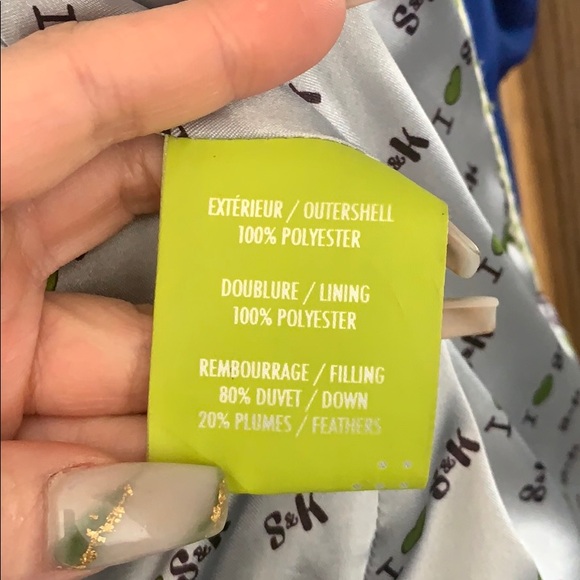 EXTÉRIEUR / OUTERSHELL
100% POLYESTER
DOUBLURE / LINING
100% POLYESTER
REMBOURRAGE / FILLING
80% DUVET / DOWN
20% PLUMES / FEATHERS
S&K
S&K
I
&K
I
S&K
I
S&K
S&K
I